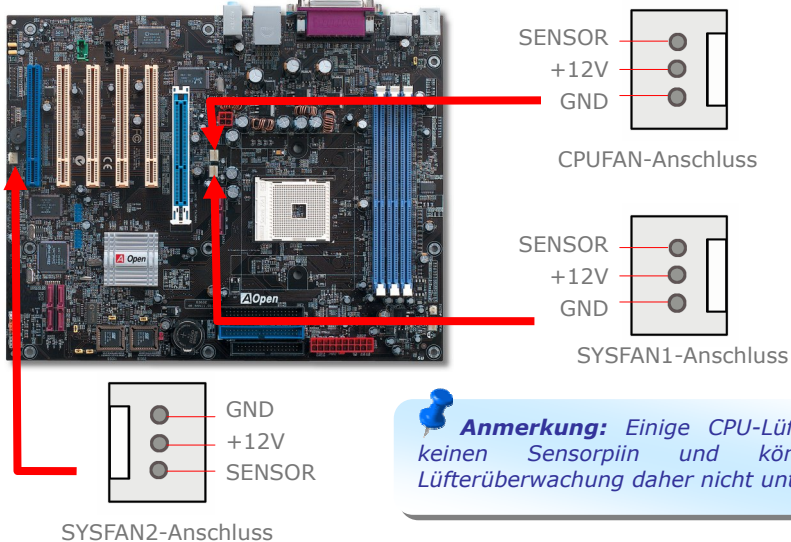 SENSOR
+12V
GND
CPUFAN-Anschluss
AOpen
AOpen
SENSOR
+12V
GND
SYSFAN1-Anschluss
GND
+12V
SENSOR
SYSFAN2-Anschluss
Anmerkung: Einige CPU-Lüf
keinen Sensorpiin und kön
Lüfterüberwachung daher nicht unt